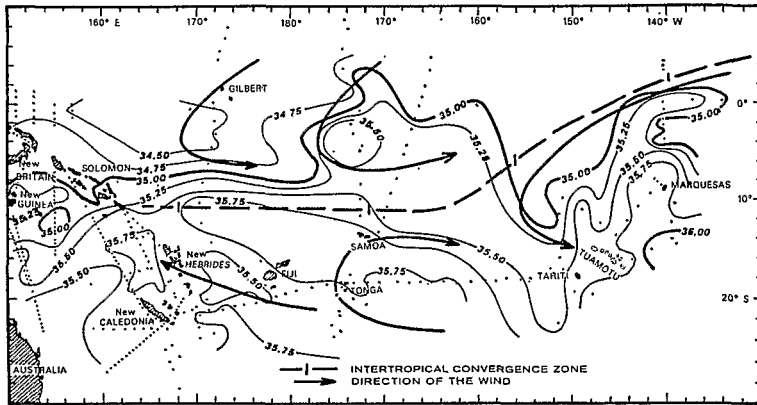 160° E 170° 180° 170° 160° 150° 140° W
GILBERT
34.75
34.50
34.75
35.00
35.25
35.50
35.00
35.25
35.25
35.00
35.00
0°
35.50
35.75
MARQUESAS
10°
36.00
New
BRITAIN
SOLOMON
New
GUINEA
35.25
35.00
35.50
35.50
35.75
35.75
New
HEBRIDES
FIJI
SAMOA
35.50
TONGA
35.75
TAHITI
TUAMOTU
20° S
New
CALEDONIA
35.75
AUSTRALIA
INTERTROPICAL CONVERGENCE ZONE
DIRECTION OF THE WIND